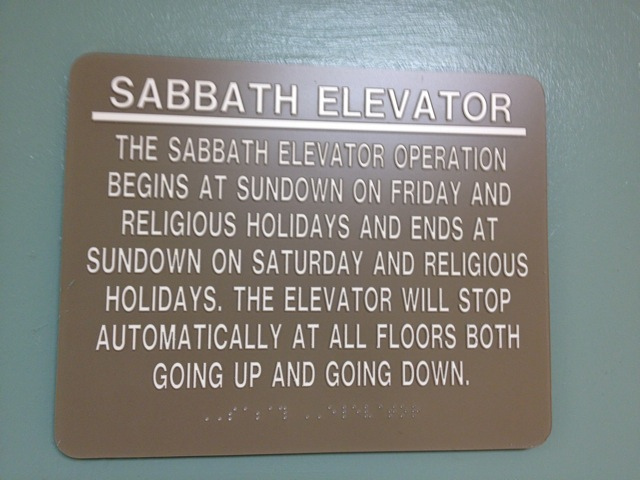 SABBATH ELEVATOR
THE SABBATH ELEVATOR OPERATION
BEGINS AT SUNDOWN ON FRIDAY AND
RELIGIOUS HOLIDAYS AND ENDS AT
SUNDOWN ON SATURDAY AND RELIGIOUS
HOLIDAYS. THE ELEVATOR WILL STOP
AUTOMATICALLY AT ALL FLOORS BOTH
GOING UP AND GOING DOWN.